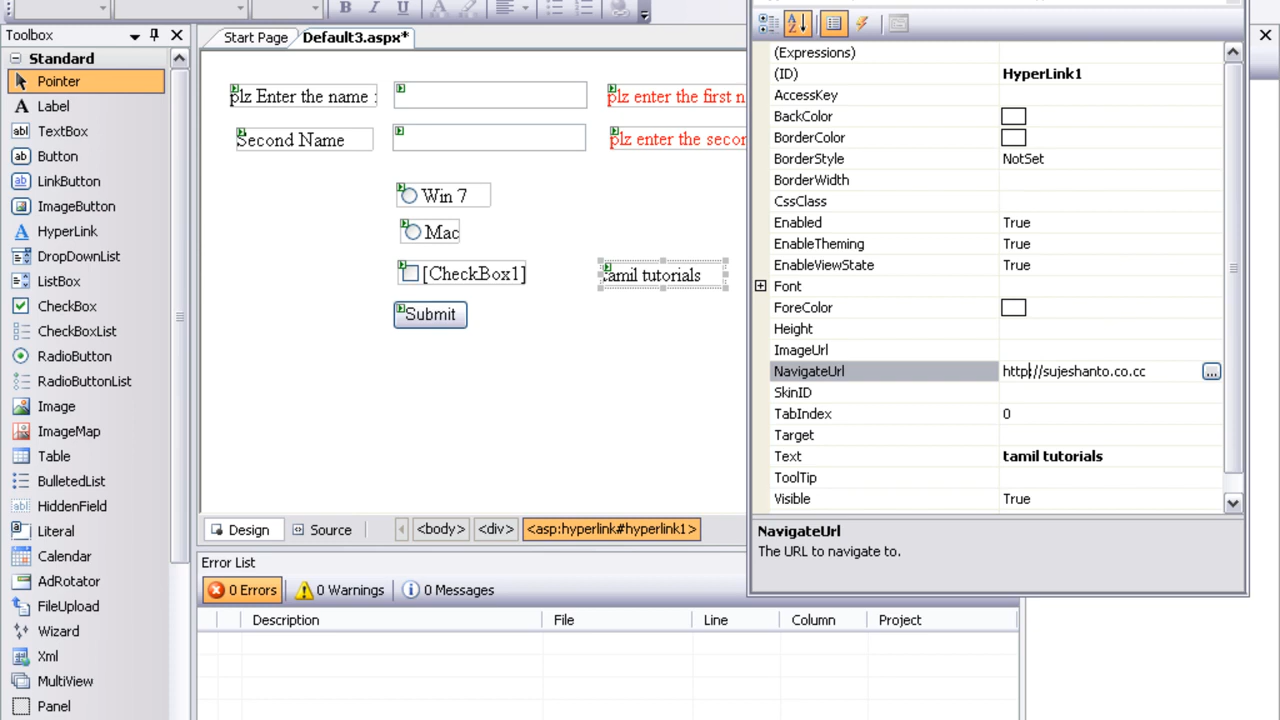 Toolbox
Start Page
Default3.aspx*
Standard
Pointer
Label
TextBox
Button
LinkButton
ImageButton
HyperLink
DropDownList
ListBox
CheckBox
CheckBoxList
RadioButton
RadioButtonList
Image
ImageMap
Table
BulletedList
HiddenField
Literal
Calendar
AdRotator
FileUpload
Wizard
Xml
MultiView
Panel
plz Enter the name :
plz enter the first n
Second Name
plz enter the secor
Win 7
Mac
[CheckBox1]
tamil tutorials
Submit
Design
Source
<body>
<div>
<asp:hyperlink#hyperlink1>
Error List
0 Errors
0 Warnings
0 Messages
Description
File
Line
Column
Project
(Expressions)
(ID) HyperLink1
AccessKey
BackColor
BorderColor
BorderStyle NotSet
BorderWidth
CssClass
Enabled True
EnableTheming True
EnableViewState True
Font
ForeColor
Height
ImageUrl
NavigateUrl http://sujeshanto.co.cc ...
SkinID
TabIndex 0
Target
Text tamil tutorials
ToolTip
Visible True
NavigateUrl
The URL to navigate to.